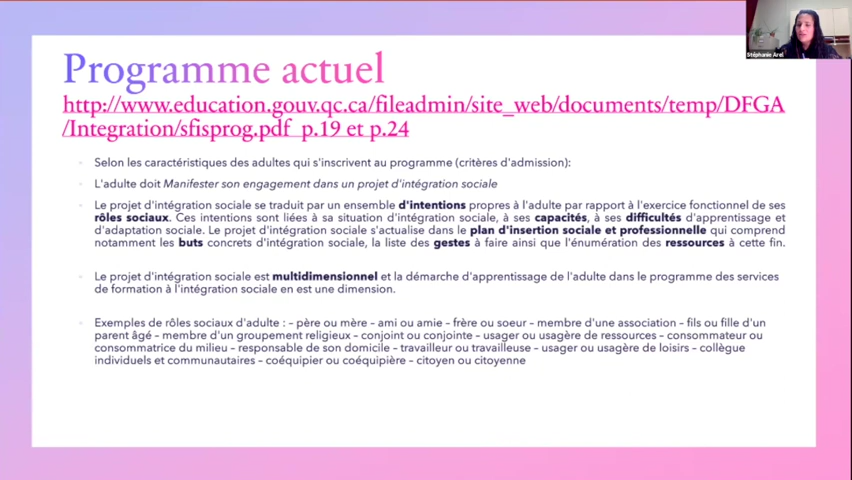 Programme actuel
http://www.education.gouv.qc.ca/fileadmin/site_web/documents/temp/DFGA
/Integration/sfisprog.pdf p.19 et p.24
Selon les caractéristiques des adultes qui s'inscrivent au programme (critères d'admission):
L'adulte doit Manifester son engagement dans un projet d'intégration sociale
Le projet d'intégration sociale se traduit par un ensemble d'intentions propres à l'adulte par rapport à l'exercice fonctionnel de ses
rôles sociaux. Ces intentions sont liées à sa situation d'intégration sociale, à ses capacités, à ses difficultés d'apprentissage et
d'adaptation sociale. Le projet d'intégration sociale s'actualise dans le plan d'insertion sociale et professionnelle qui comprend
notamment les buts concrets d'intégration sociale, la liste des gestes à faire ainsi que l'énumération des ressources à cette fin.
Le projet d'intégration sociale est multidimensionnel et la démarche d'apprentissage de l'adulte dans le programme des services
de formation à l'intégration sociale en est une dimension.
Exemples de rôles sociaux d'adulte : – père ou mère – ami ou amie – frère ou soeur – membre d'une association – fils ou fille d'un
parent âgé – membre d'un groupement religieux – conjoint ou conjointe – usager ou usagère de ressources – consommateur ou
consommatrice du milieu – responsable de son domicile – travailleur ou travailleuse – usager ou usagère de loisirs – collègue
individuels et communautaires – coéquipier ou coéquipière – citoyen ou citoyenne
Stéphanie Arel